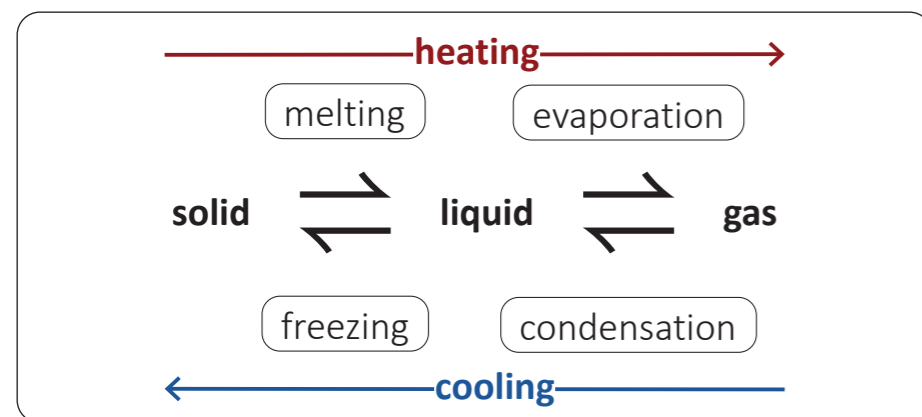 heating
melting evaporation
solid liquid gas
freezing condensation
cooling